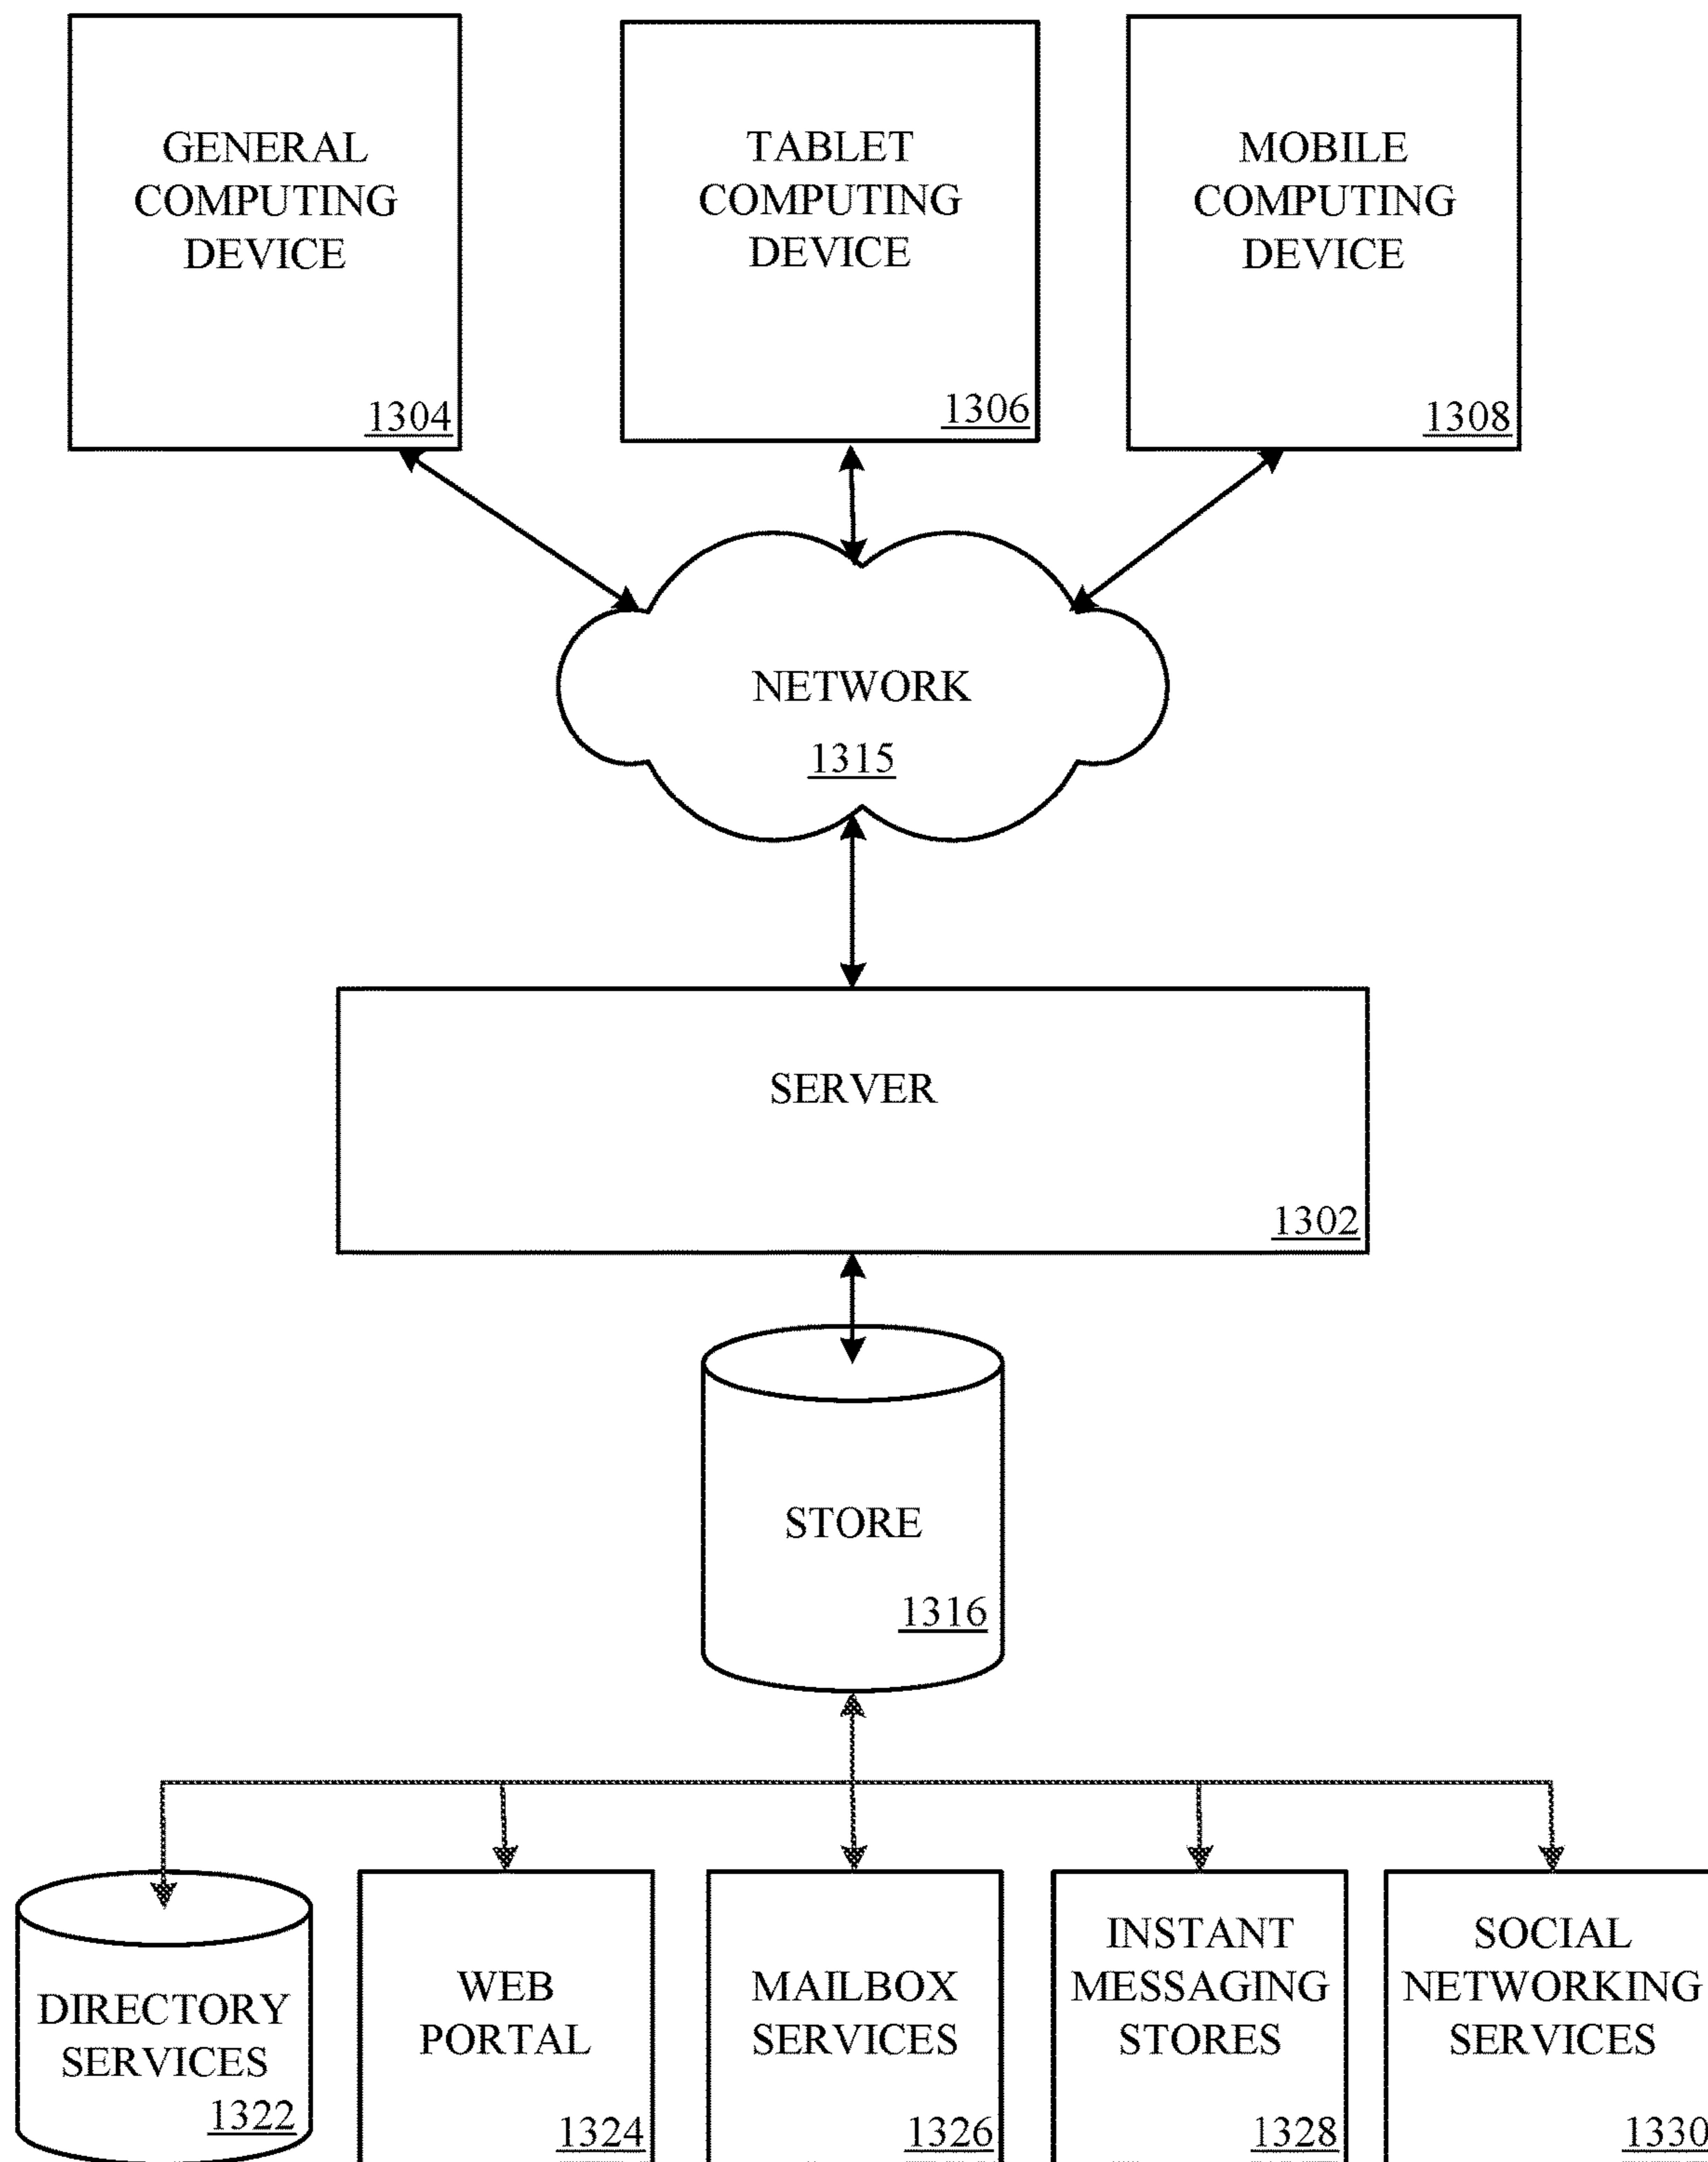 GENERAL
COMPUTING
DEVICE
1304
TABLET
COMPUTING
DEVICE
1306
MOBILE
COMPUTING
DEVICE
1308
NETWORK
1315
SERVER
1302
STORE
1316
DIRECTORY
SERVICES
1322
WEB
PORTAL
1324
MAILBOX
SERVICES
1326
INSTANT
MESSAGING
STORES
1328
SOCIAL
NETWORKING
SERVICES
1330